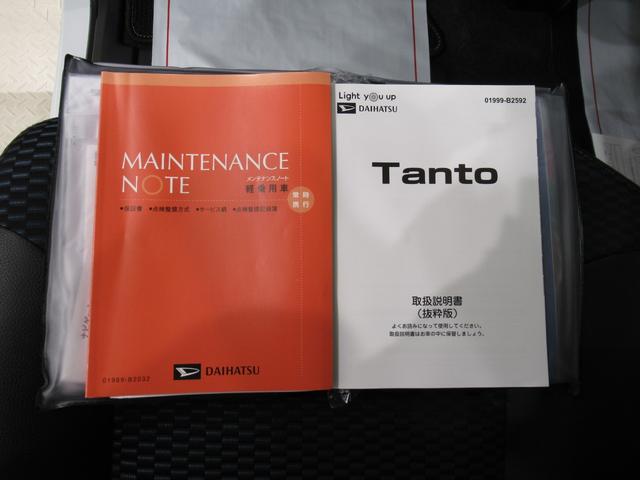 MAINTENANCE
NOTE
メンテナンスノート
軽乗用車
常時
携行
●保証書 ●点検整備方式 ●サービス網 ●点検整備記録簿
DAIHATSU
01999-B2032
Light you up
DAIHATSU
01999-B2592
Tanto
取扱説明書
(抜粋版)
よくお読みになって使用してください。
取扱説明書はお車の中に保管しましょう。